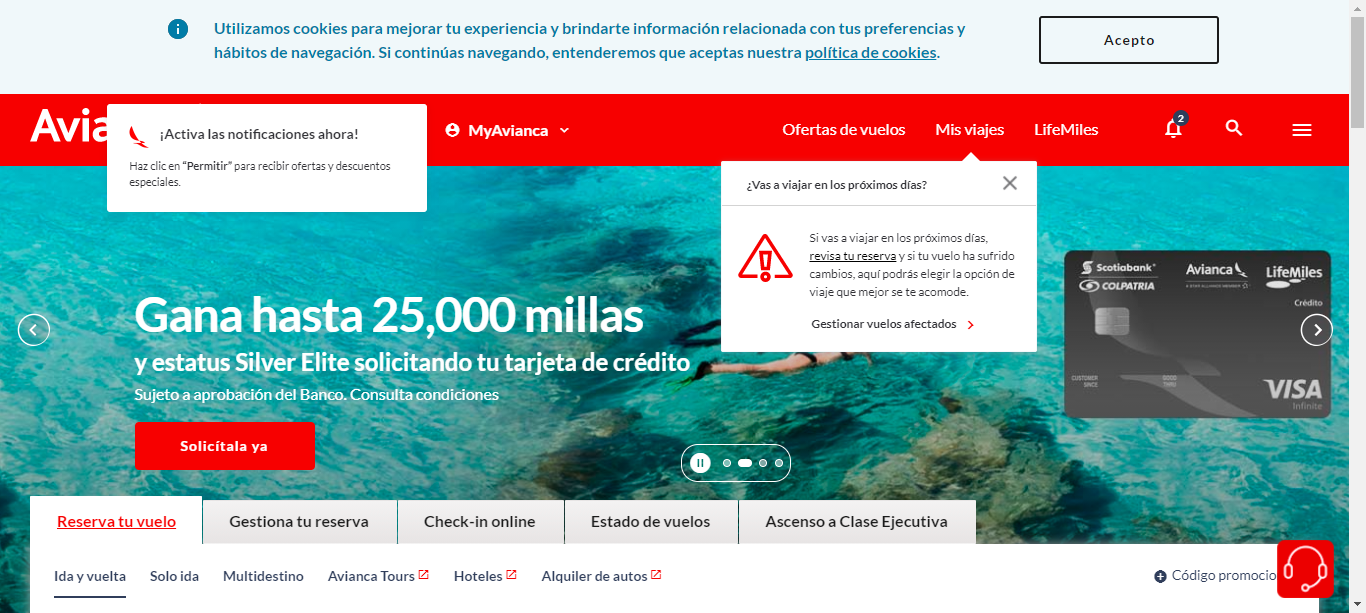 Utilizamos cookies para mejorar tu experiencia y brindarte información relacionada con tus preferencias y
hábitos de navegación. Si continúas navegando, entenderemos que aceptas nuestra política de cookies.
Acepto
¡Activa las notificaciones ahora!
Haz clic en “Permitir” para recibir ofertas y descuentos
especiales.
MyAvianca
Ofertas de vuelos
Mis viajes
LifeMiles
2
¿Vas a viajar en los próximos días?
Si vas a viajar en los próximos días,
revisa tu reserva y si tu vuelo ha sufrido
cambios, aquí podrás elegir la opción de
viaje que mejor se te acomode.
Gestionar vuelos afectados
Gana hasta 25,000 millas
y estatus Silver Elite solicitando tu tarjeta de crédito
Sujeto a aprobación del Banco. Consulta condiciones
Solicítala ya
Scotiabank
COLPATRIA
Avianca
A STAR ALLIANCE MEMBER
LifeMiles
Crédito
CUSTOMER
SINCE
GOOD
THRU
VISA
Infinite
Reserva tu vuelo
Gestiona tu reserva
Check-in online
Estado de vuelos
Ascenso a Clase Ejecutiva
Ida y vuelta
Solo ida
Multidestino
Avianca Tours
Hoteles
Alquiler de autos
Código promocio